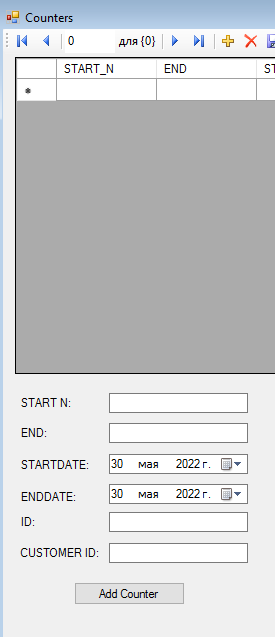 Counters
0 для {0}
START_N END ST
START N:
END:
STARTDATE: 30 мая 2022 г.
ENDDATE: 30 мая 2022 г.
ID:
CUSTOMER ID:
Add Counter